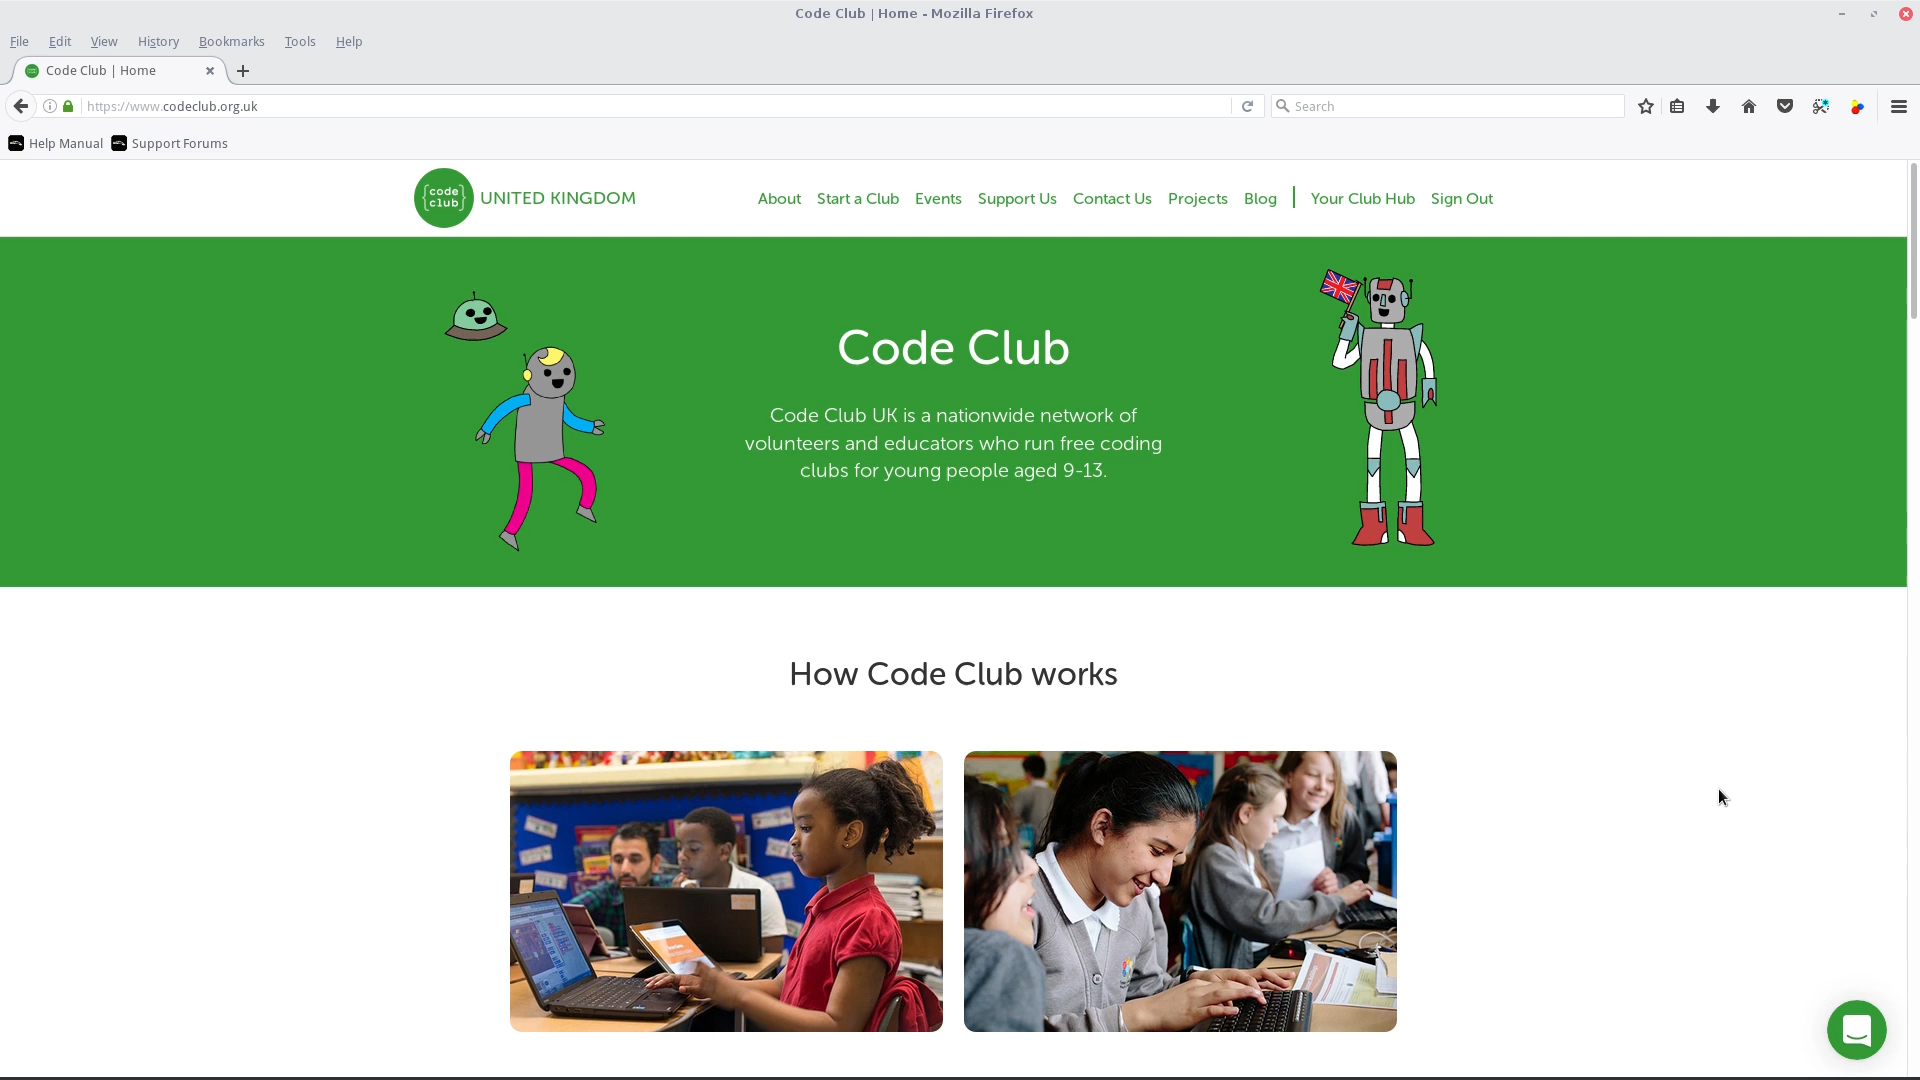 Code Club | Home - Mozilla Firefox
File Edit View History Bookmarks Tools Help
Code Club | Home
https://www.codeclub.org.uk
Search
Help Manual Support Forums
{code club}
UNITED KINGDOM
About Start a Club Events Support Us Contact Us Projects Blog Your Club Hub Sign Out
Code Club
Code Club UK is a nationwide network of
volunteers and educators who run free coding
clubs for young people aged 9-13.
How Code Club works